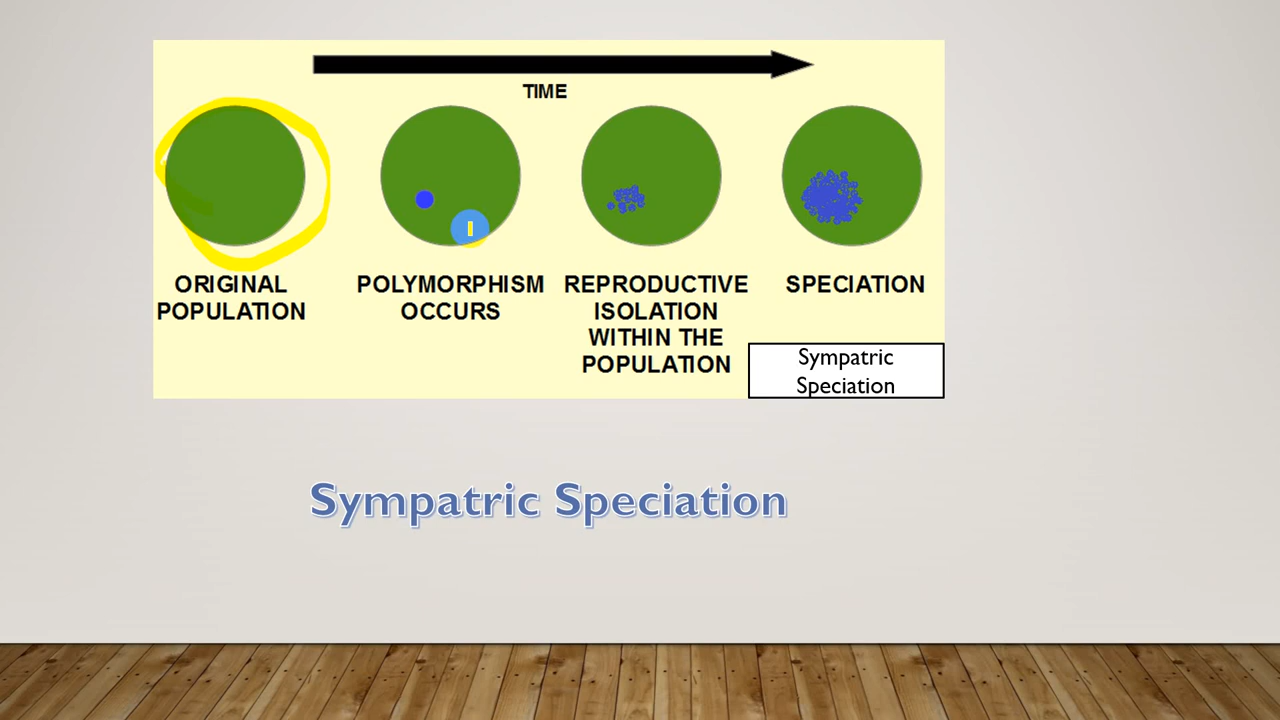 TIME
ORIGINAL
POPULATION
POLYMORPHISM
OCCURS
REPRODUCTIVE
ISOLATION
WITHIN THE
POPULATION
SPECIATION
Sympatric
Speciation
Sympatric Speciation